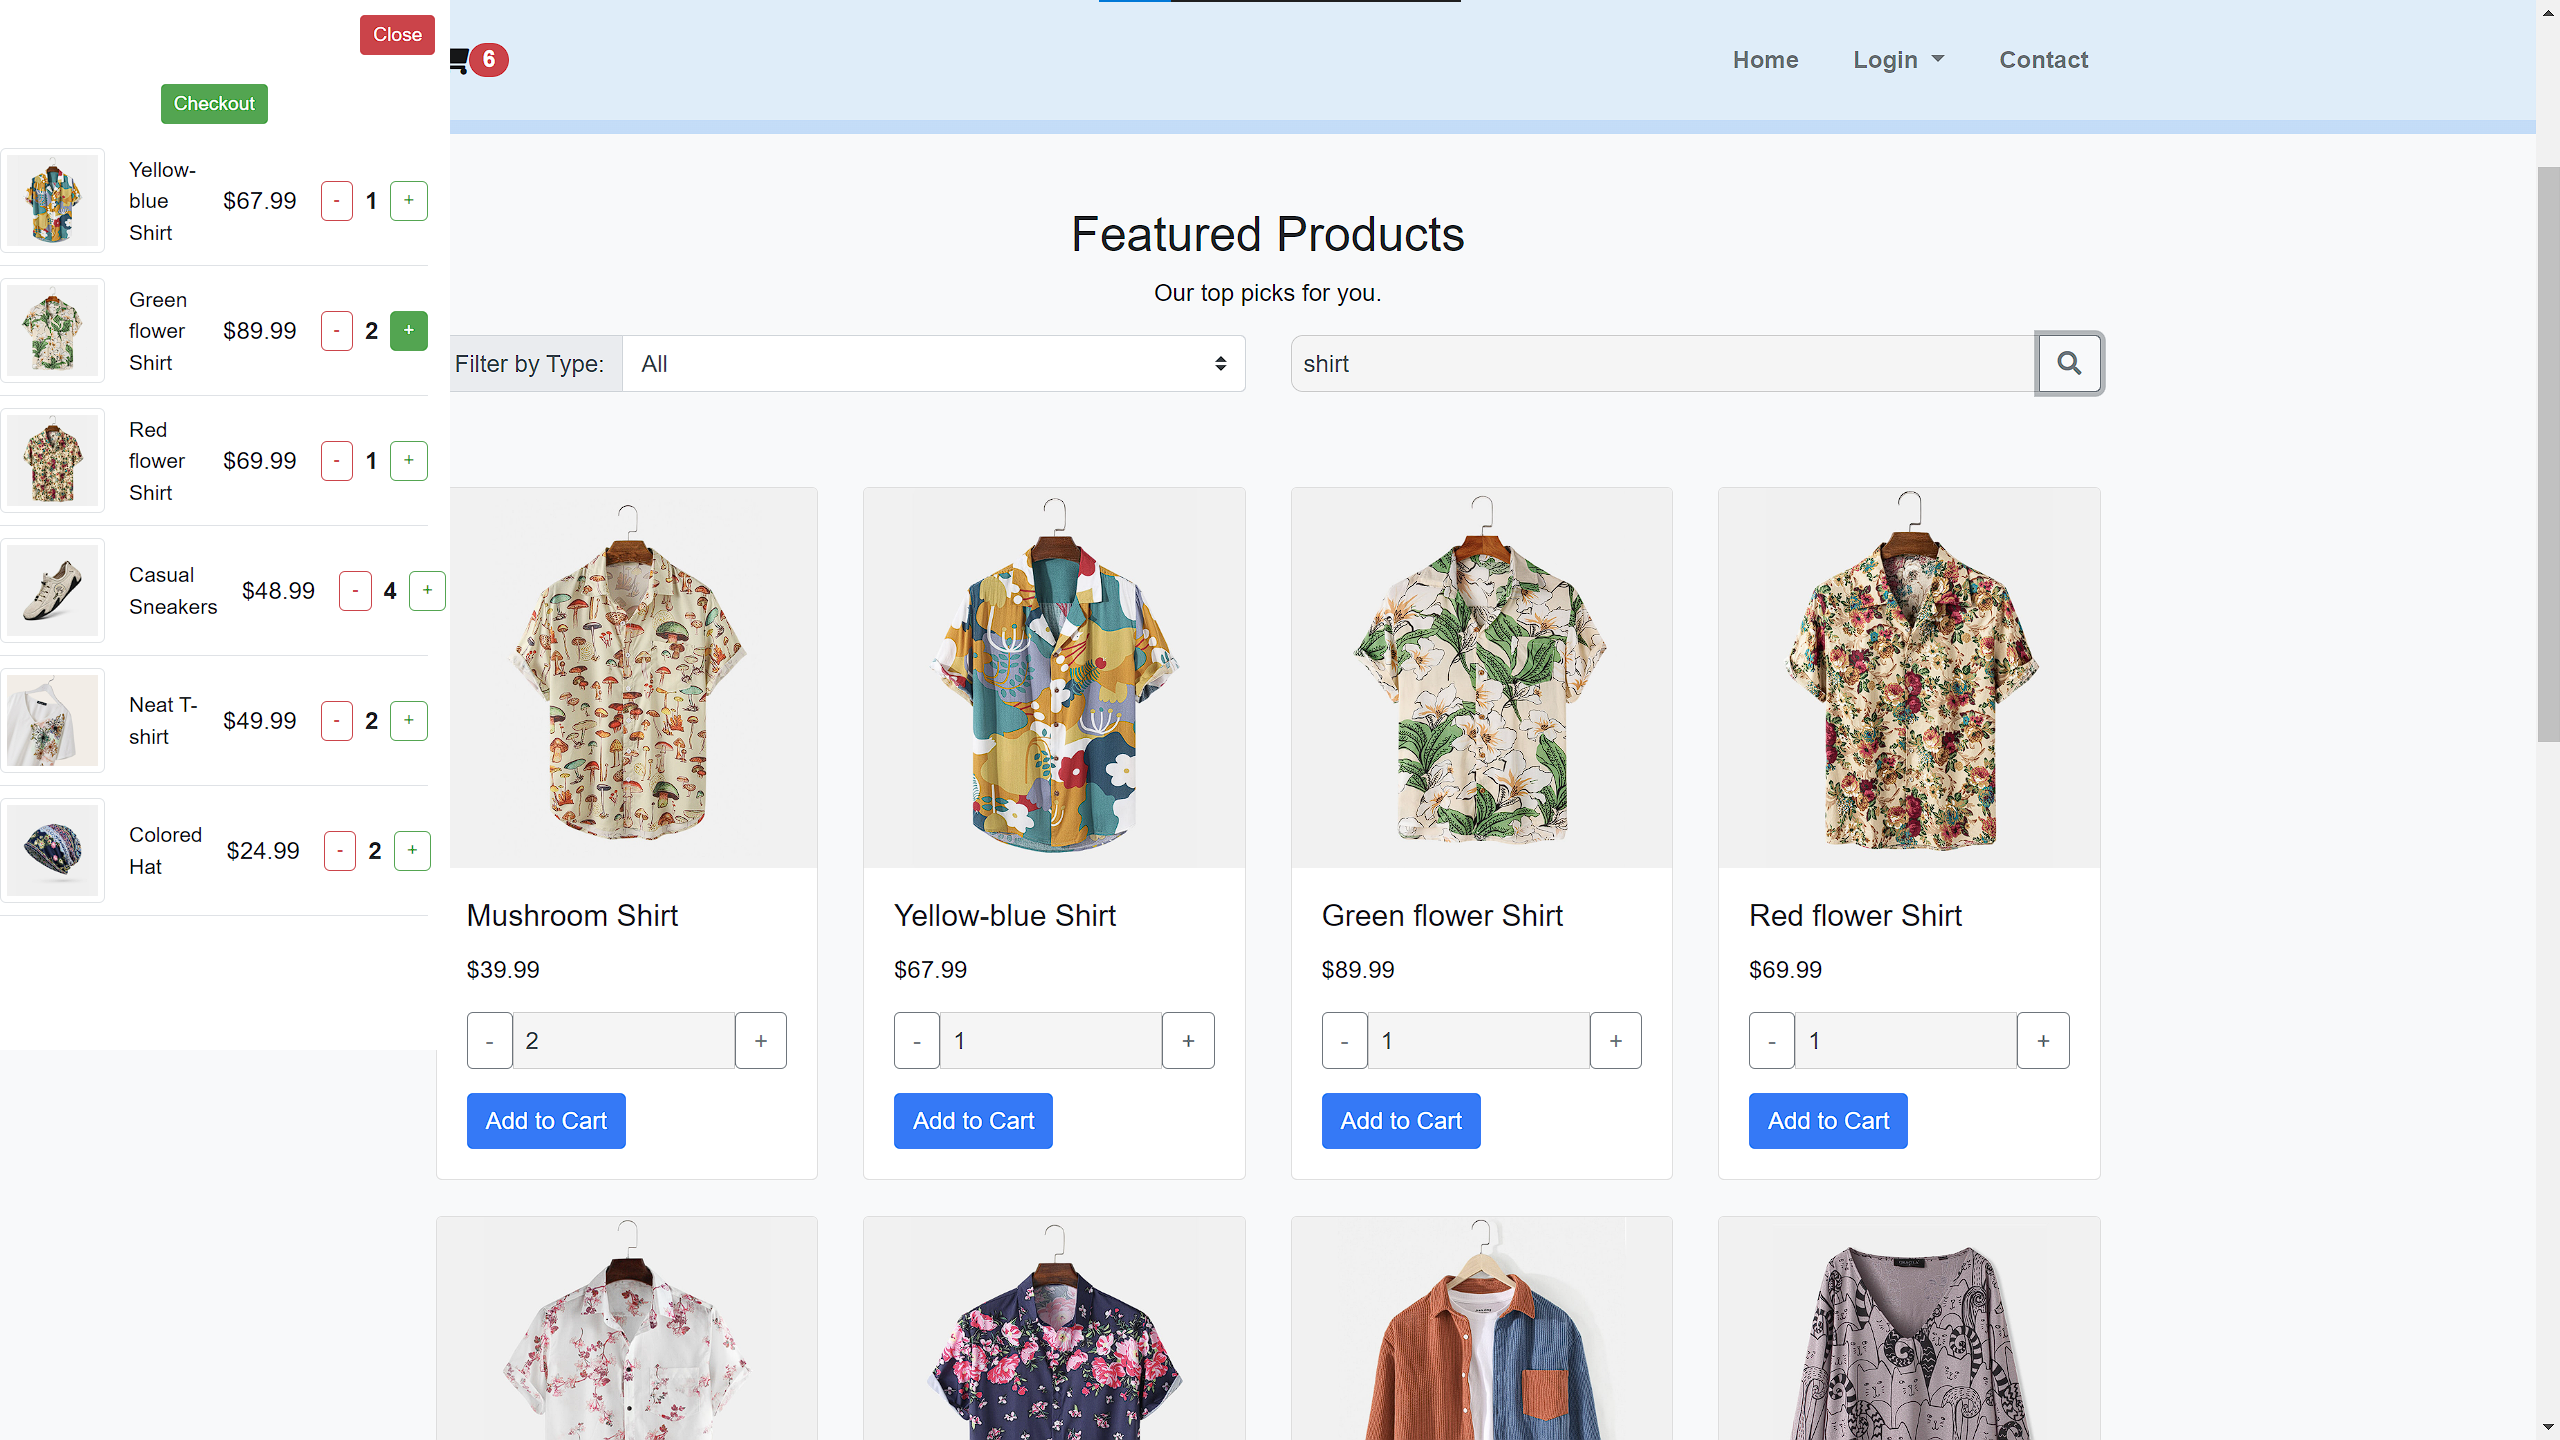 Close
Checkout
Yellow-
blue
Shirt
$67.99
- 1 +
Green
flower
Shirt
$89.99
- 2 +
Red
flower
Shirt
$69.99
- 1 +
Casual
Sneakers
$48.99
- 4 +
Neat T-
shirt
$49.99
- 2 +
Colored
Hat
$24.99
- 2 +
6
Home Login Contact
Featured Products
Our top picks for you.
Filter by Type: All
shirt
Mushroom Shirt
$39.99
- 2 +
Add to Cart
Yellow-blue Shirt
$67.99
- 1 +
Add to Cart
Green flower Shirt
$89.99
- 1 +
Add to Cart
Red flower Shirt
$69.99
- 1 +
Add to Cart